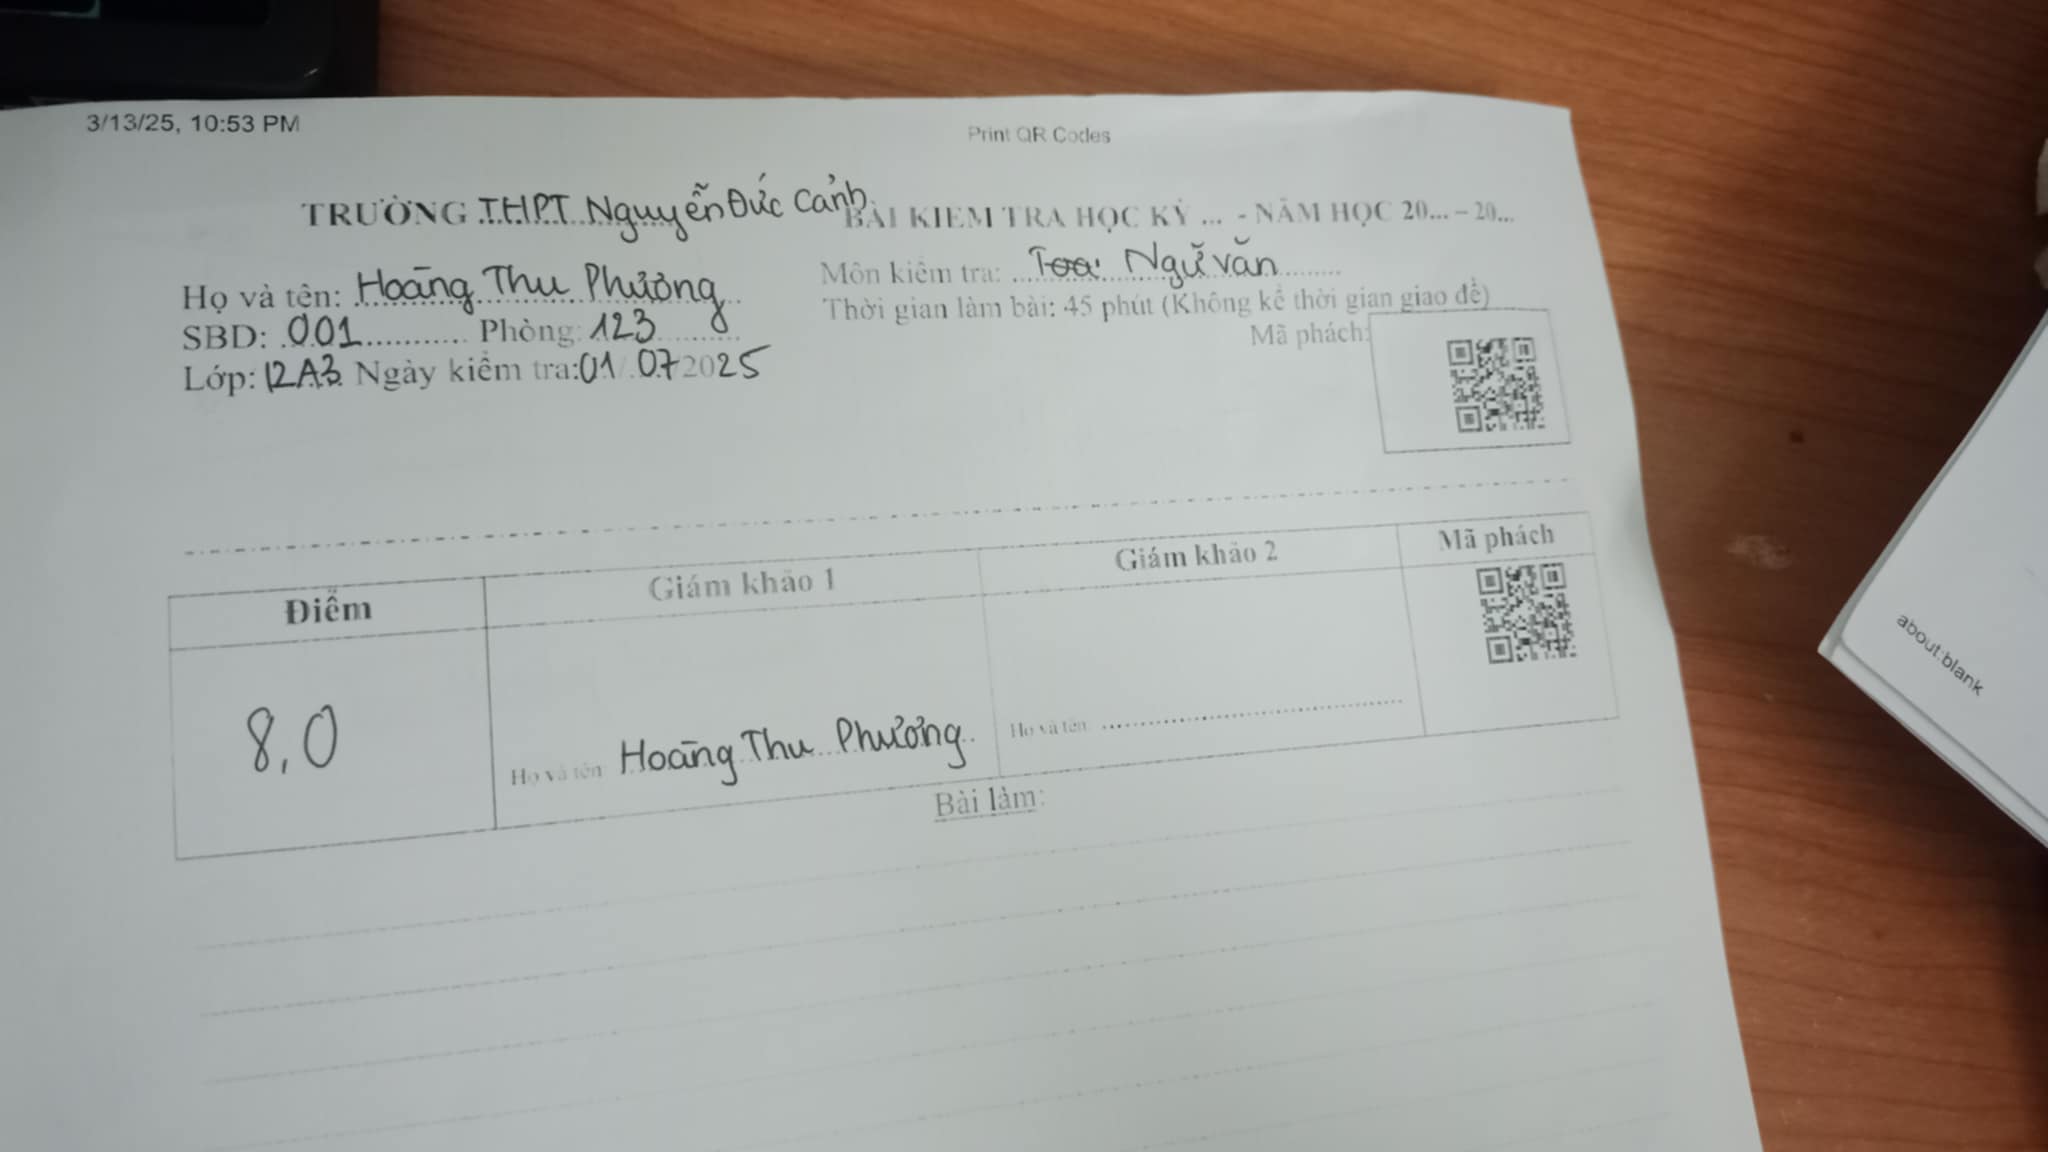 3/13/25, 10:53 PM
Print QR Codes
TRƯỜNG THPT Nguyễn Đức Cảnh
BÀI KIỂM TRA HỌC KỲ ... - NĂM HỌC 20... – 20...
Họ và tên: Hoàng Thu Phương
Môn kiểm tra: Toá Ngữ văn
SBD: 001 Phòng: 123
Thời gian làm bài: 45 phút (Không kể thời gian giao đề)
Lớp: 12A3 Ngày kiểm tra: 01/07/2025
Mã phách:
Điểm
Giám khảo 1
Giám khảo 2
Mã phách
8,0
Họ và tên: Hoàng Thu Phương
Họ và tên:
Bài làm:
about:blank